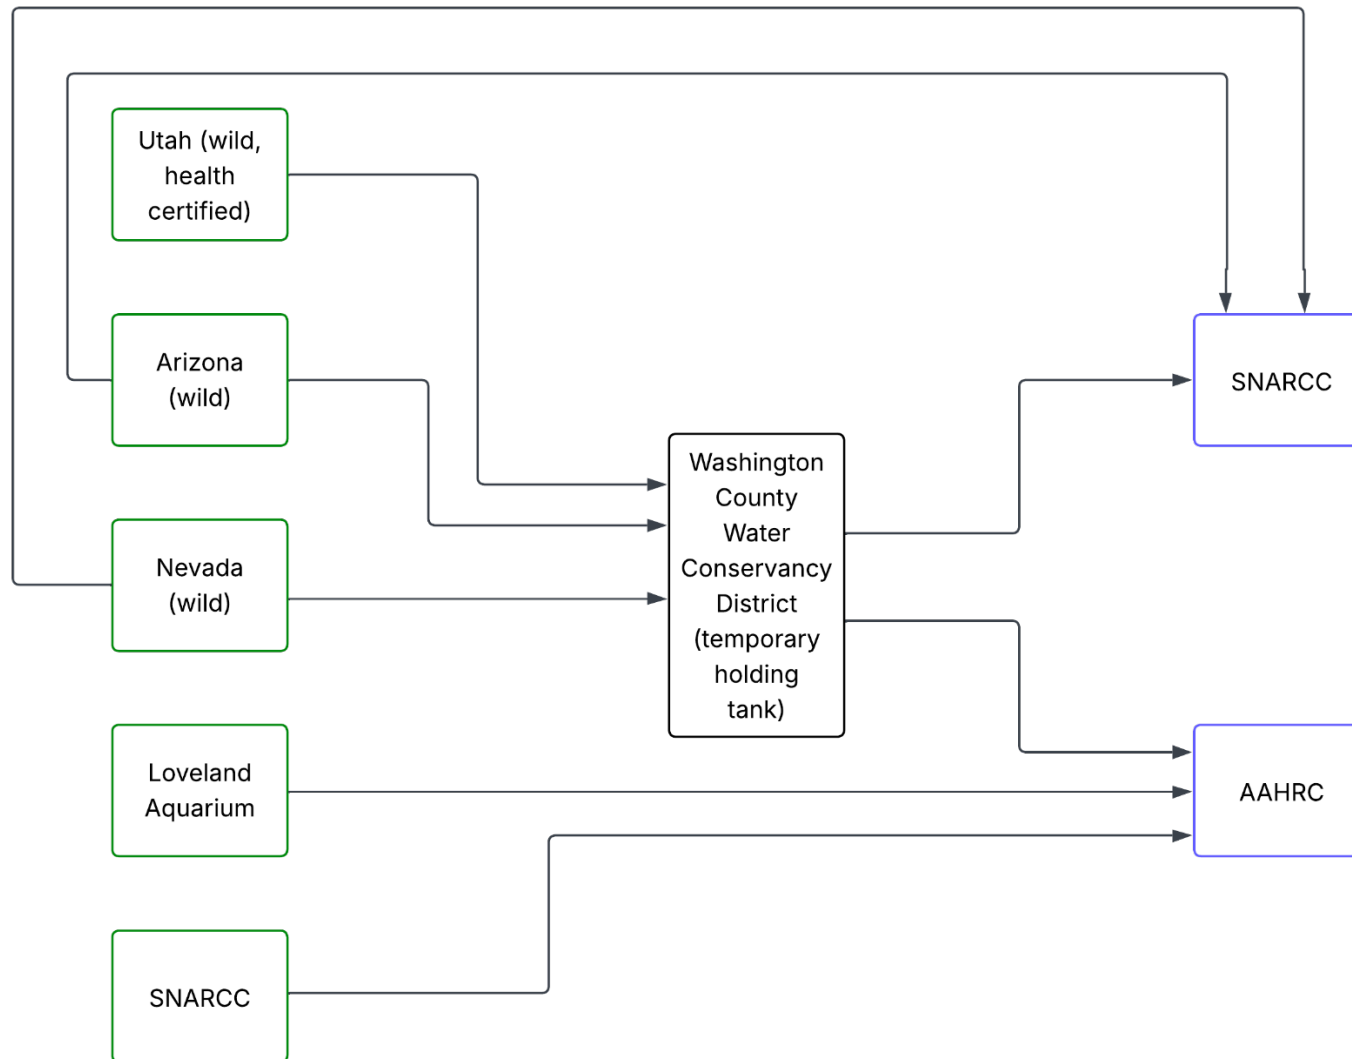 Utah (wild,
health
certified)
Arizona
(wild)
Nevada
(wild)
Loveland
Aquarium
SNARCC
Washington
County
Water
Conservancy
District
(temporary
holding
tank)
SNARCC
AAHRC